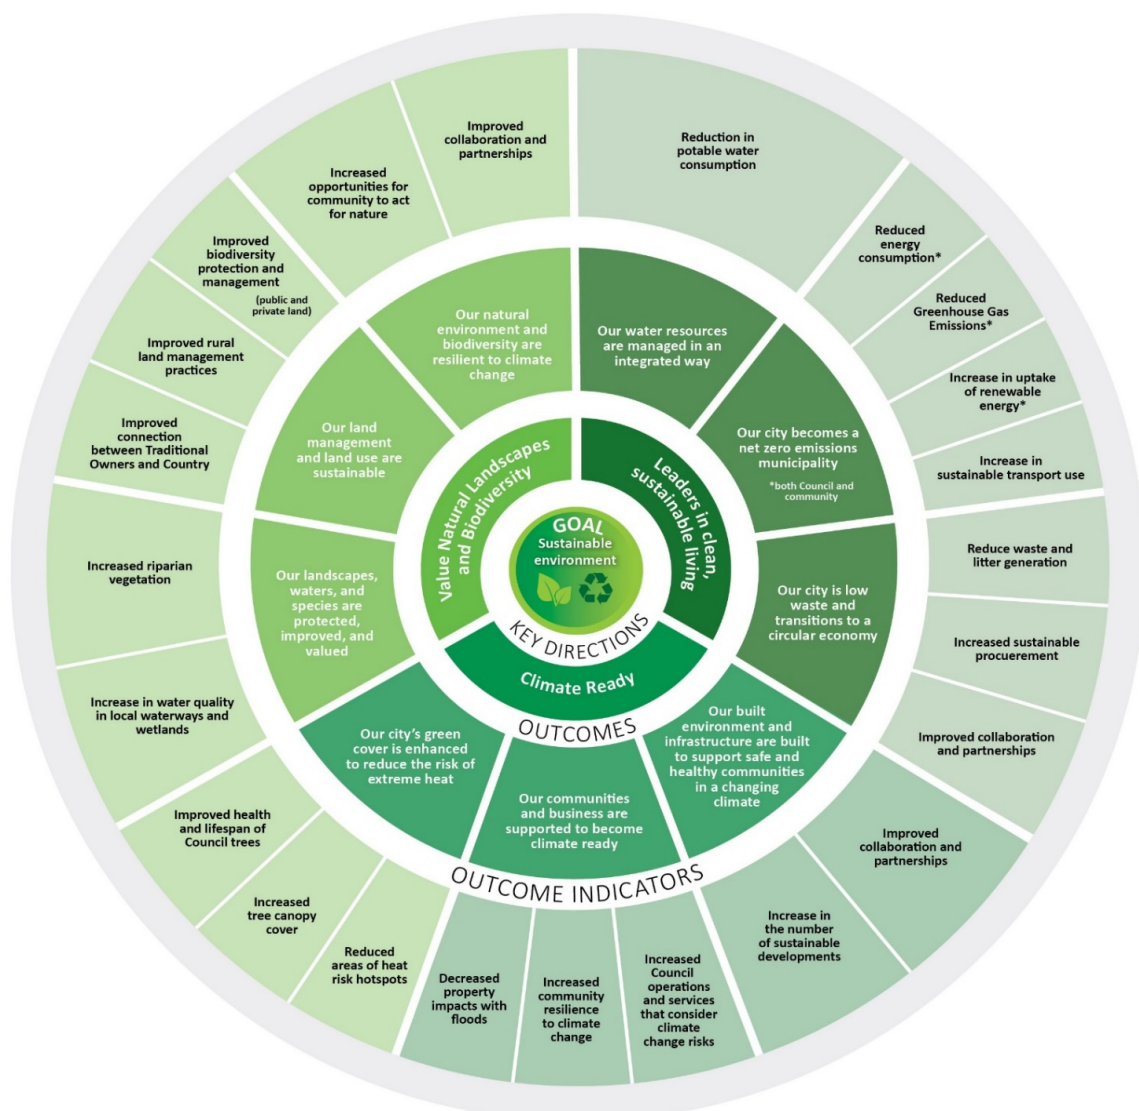 GOAL
Sustainable
environment
KEY DIRECTIONS
Value Natural Landscapes
and Biodiversity
Leaders in clean,
sustainable living
Climate Ready
OUTCOMES
Our natural
environment and
biodiversity are
resilient to climate
change
Our water resources
are managed in an
integrated way
Our city becomes a
net zero emissions
municipality
*both Council and
community
Our city is low
waste and
transitions to a
circular economy
Our built
environment and
infrastructure are built
to support safe and
healthy communities
in a changing
climate
Our communities
and business are
supported to become
climate ready
Our city's green
cover is enhanced
to reduce the risk of
extreme heat
Our landscapes,
waters, and
species are
protected,
improved, and
valued
Our land
management
and land use are
sustainable
OUTCOME INDICATORS
Improved
collaboration and
partnerships
Reduction in
potable water
consumption
Reduced
energy
consumption*
Reduced
Greenhouse Gas
Emissions*
Increase in uptake
of renewable
energy*
Increase in
sustainable transport use
Reduce waste and
litter generation
Increased sustainable
procurement
Improved collaboration
and partnerships
Improved
collaboration and
partnerships
Increase in
the number
of sustainable
developments
Increased
Council
operations
and services
that consider
climate
change risks
Increased
community
resilience
to climate
change
Decreased
property
impacts with
floods
Reduced
areas of heat
risk hotspots
Increased
tree canopy
cover
Improved health
and lifespan of
Council trees
Increase in water quality
in local waterways and
wetlands
Increased riparian
vegetation
Improved
connection
between Traditional
Owners and Country
Improved rural
land management
practices
Improved
biodiversity
protection and
management
(public and
private land)
Increased
opportunities for
community to act
for nature